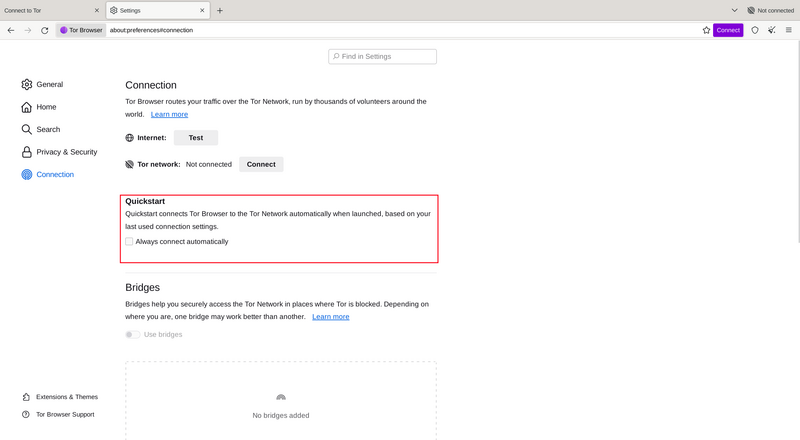 Connect to Tor
Settings
Not connected
Tor Browser
about:preferences#connection
Connect
Find in Settings
General
Home
Search
Privacy & Security
Connection
Extensions & Themes
Tor Browser Support
Connection
Tor Browser routes your traffic over the Tor Network, run by thousands of volunteers around the
world. Learn more
Internet: Test
Tor network: Not connected Connect
Quickstart
Quickstart connects Tor Browser to the Tor Network automatically when launched, based on your
last used connection settings.
Always connect automatically
Bridges
Bridges help you securely access the Tor Network in places where Tor is blocked. Depending on
where you are, one bridge may work better than another. Learn more
Use bridges
No bridges added